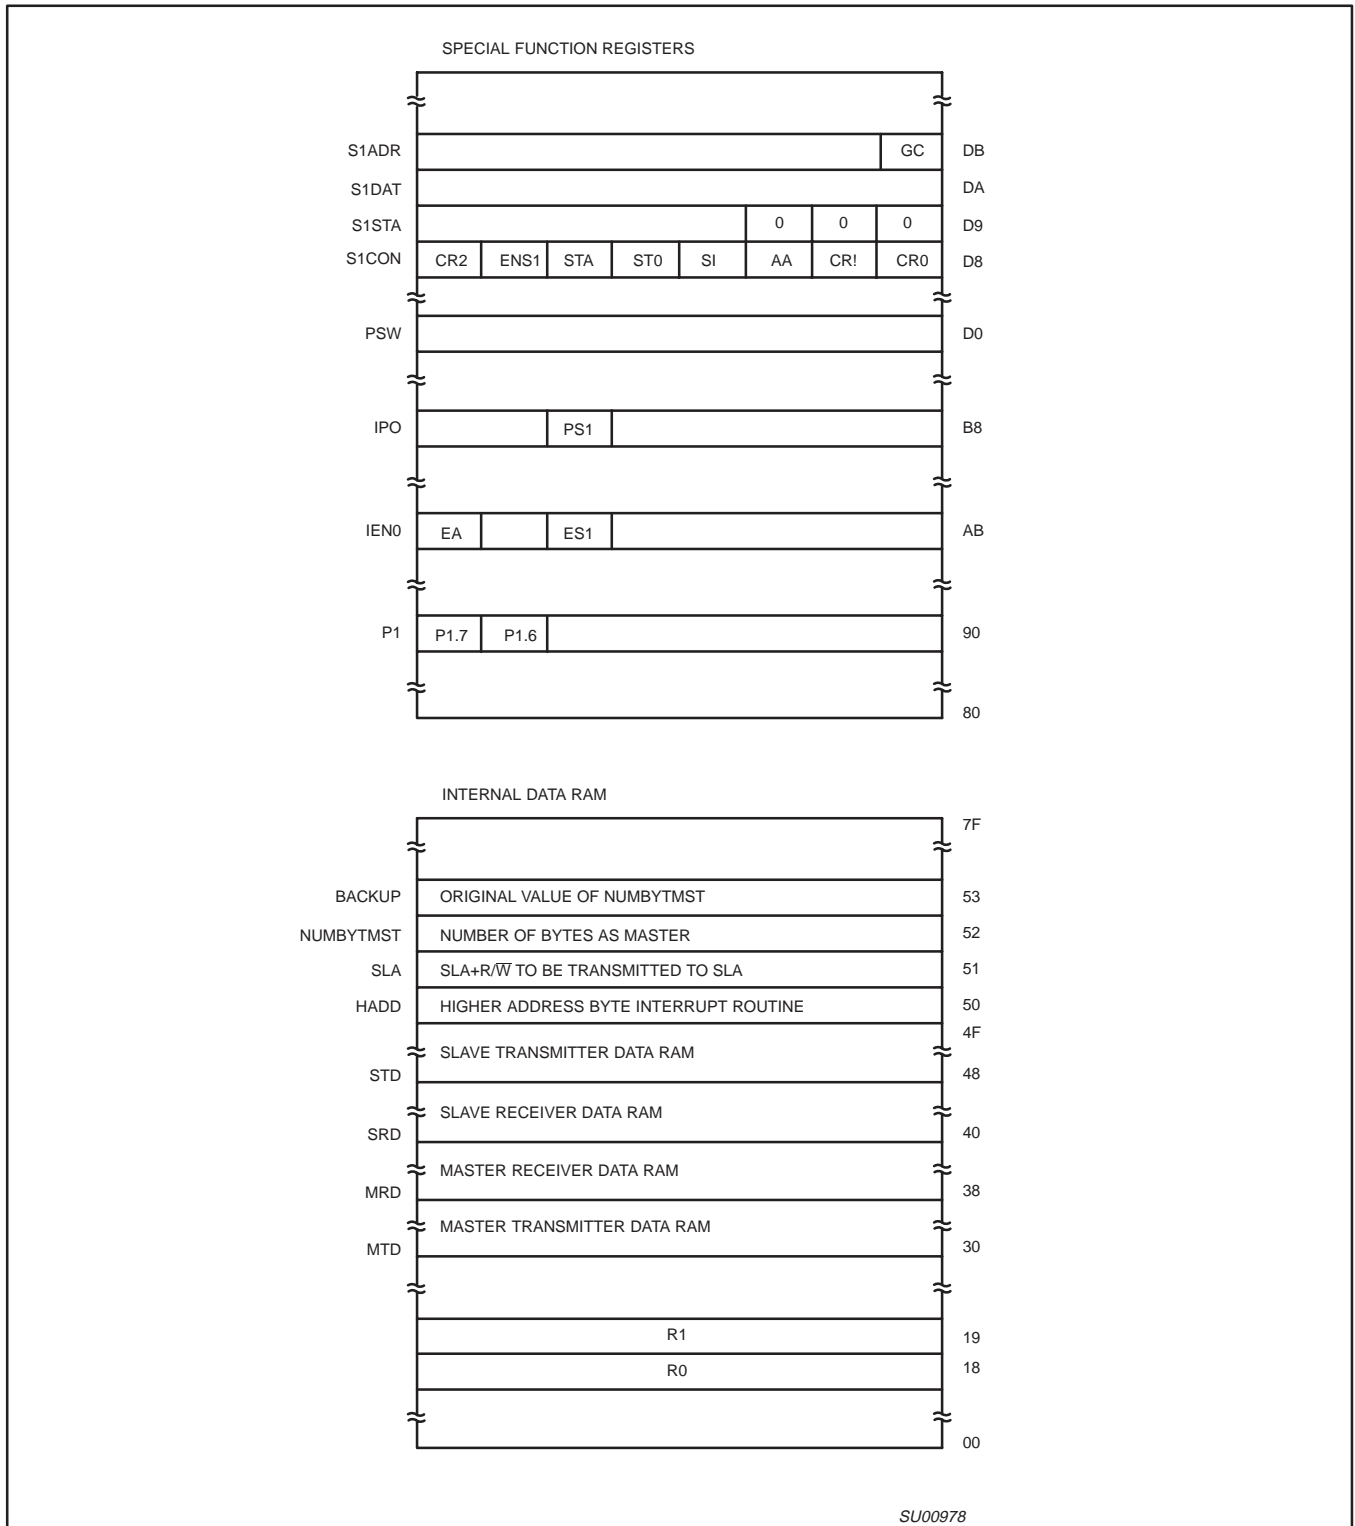 SPECIAL FUNCTION REGISTERS
S1ADR GC DB
S1DAT DA
S1STA 0 0 0 D9
S1CON CR2 ENS1 STA ST0 SI AA CR! CR0 D8
PSW D0
IPO PS1 B8
IEN0 EA ES1 AB
P1 P1.7 P1.6 90
80
INTERNAL DATA RAM
7F
BACKUP ORIGINAL VALUE OF NUMBYTMST 53
NUMBYTMST NUMBER OF BYTES AS MASTER 52
SLA SLA+R/W̅ TO BE TRANSMITTED TO SLA 51
HADD HIGHER ADDRESS BYTE INTERRUPT ROUTINE 50
4F
SLAVE TRANSMITTER DATA RAM
STD 48
SLAVE RECEIVER DATA RAM
SRD 40
MASTER RECEIVER DATA RAM
MRD 38
MASTER TRANSMITTER DATA RAM
MTD 30
R1 19
R0 18
00
SU00978